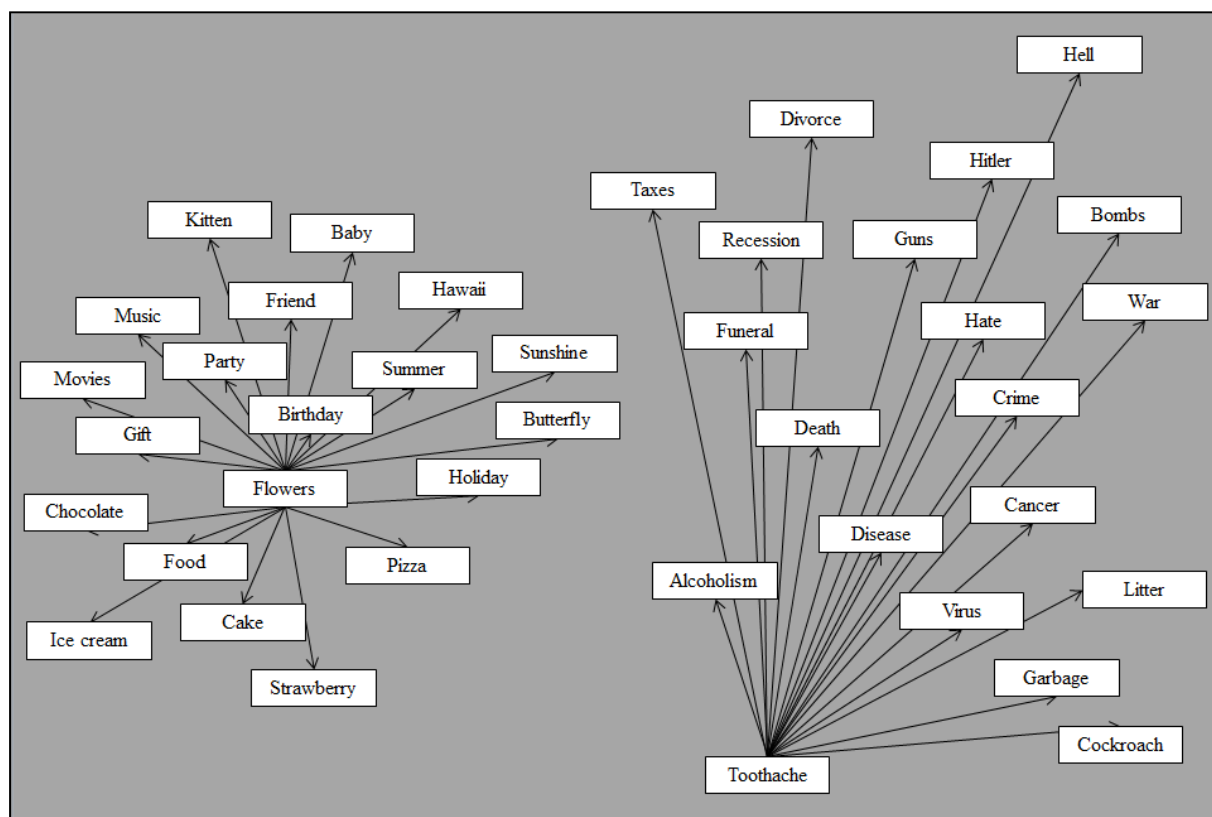 Hell
Divorce
Hitler
Taxes
Kitten
Baby
Recession
Guns
Bombs
Hawaii
Friend
Music
War
Funeral
Hate
Sunshine
Party
Summer
Movies
Crime
Birthday
Butterfly
Gift
Death
Holiday
Flowers
Cancer
Chocolate
Disease
Food
Pizza
Alcoholism
Litter
Virus
Cake
Ice cream
Garbage
Strawberry
Cockroach
Toothache